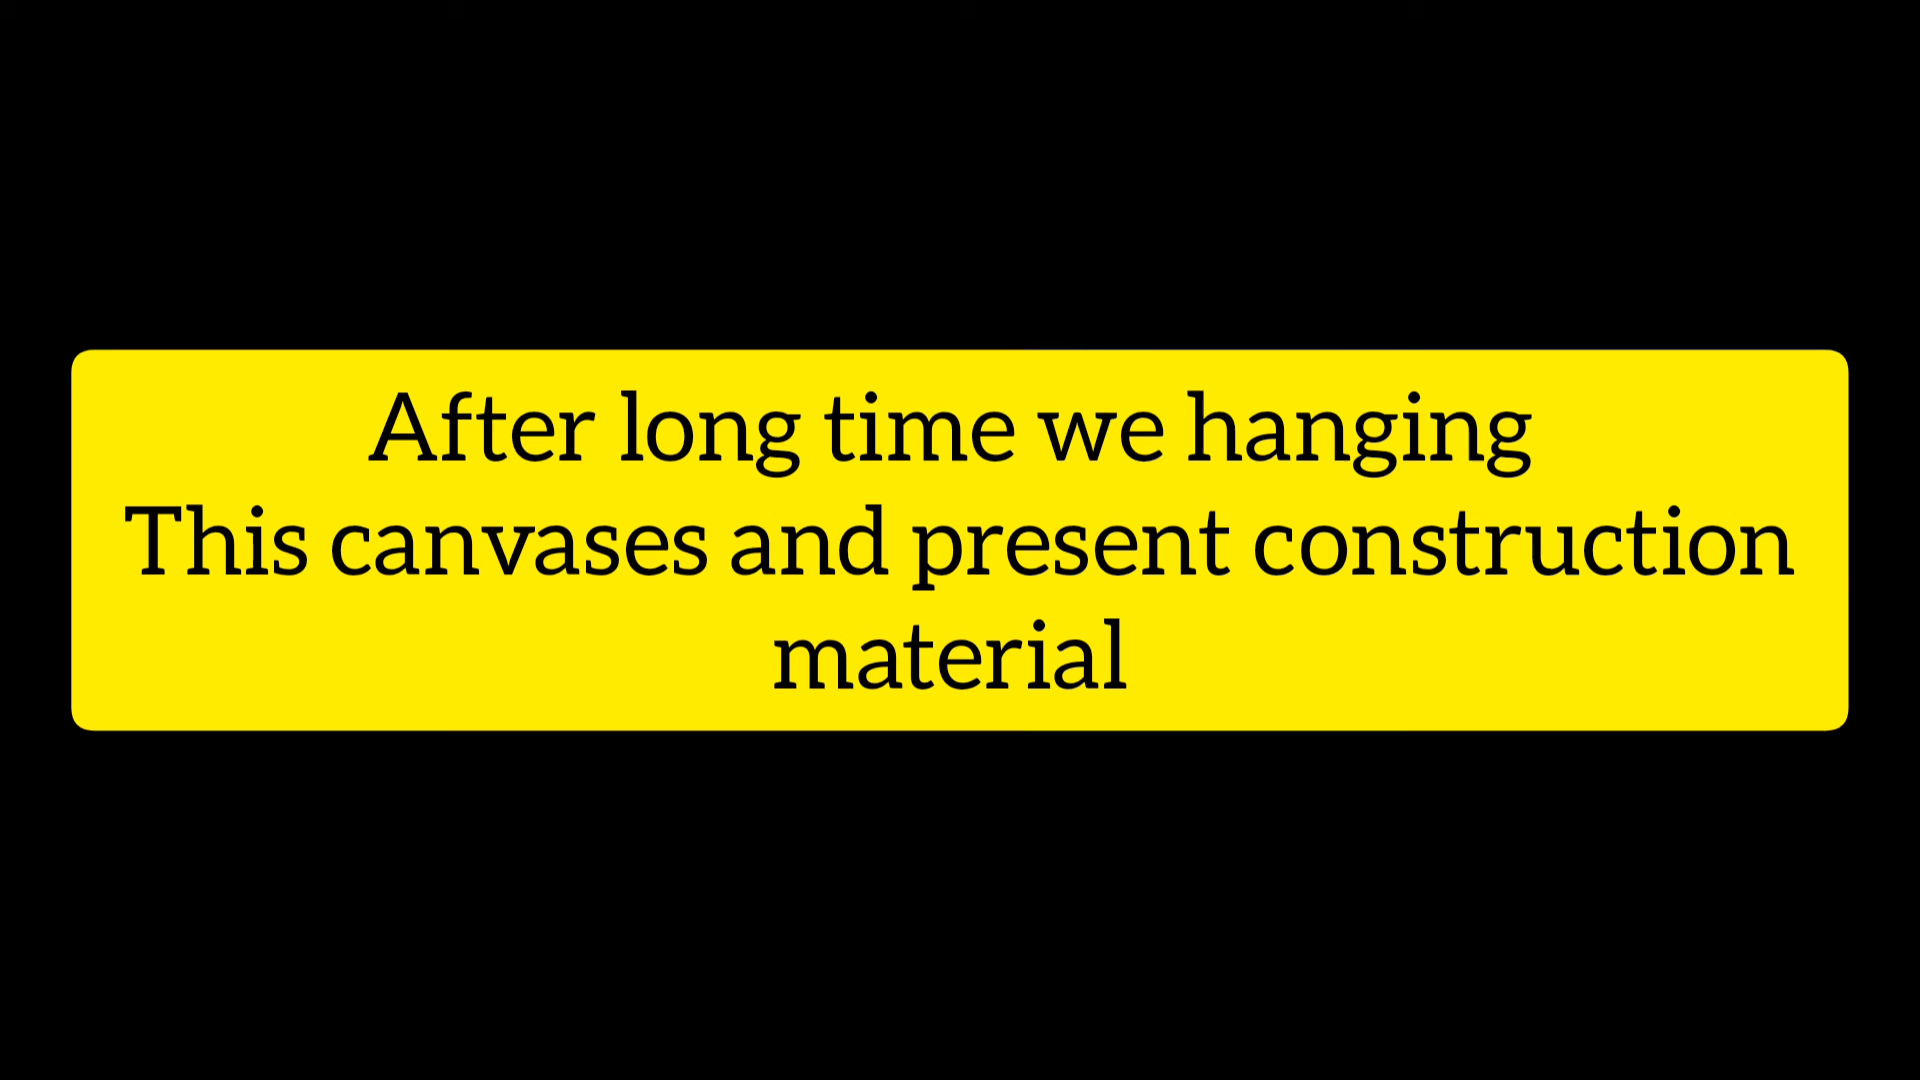 After long time we hanging
This canvases and present construction
material